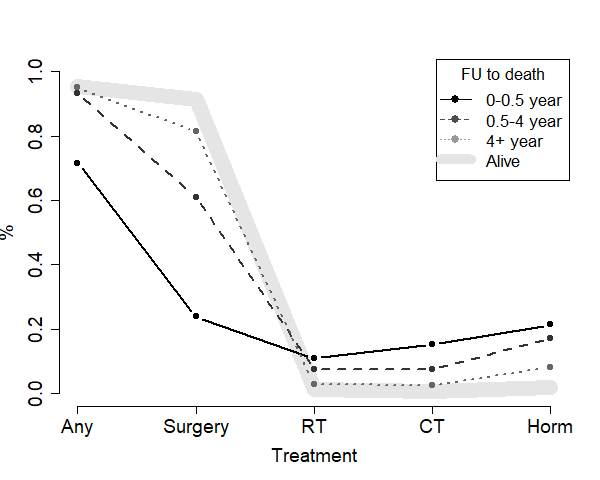 FU to death
0-0.5 year
0.5-4 year
4+ year
Alive
%
1.0
0.8
0.6
0.4
0.2
0.0
Any Surgery RT CT Horm
Treatment